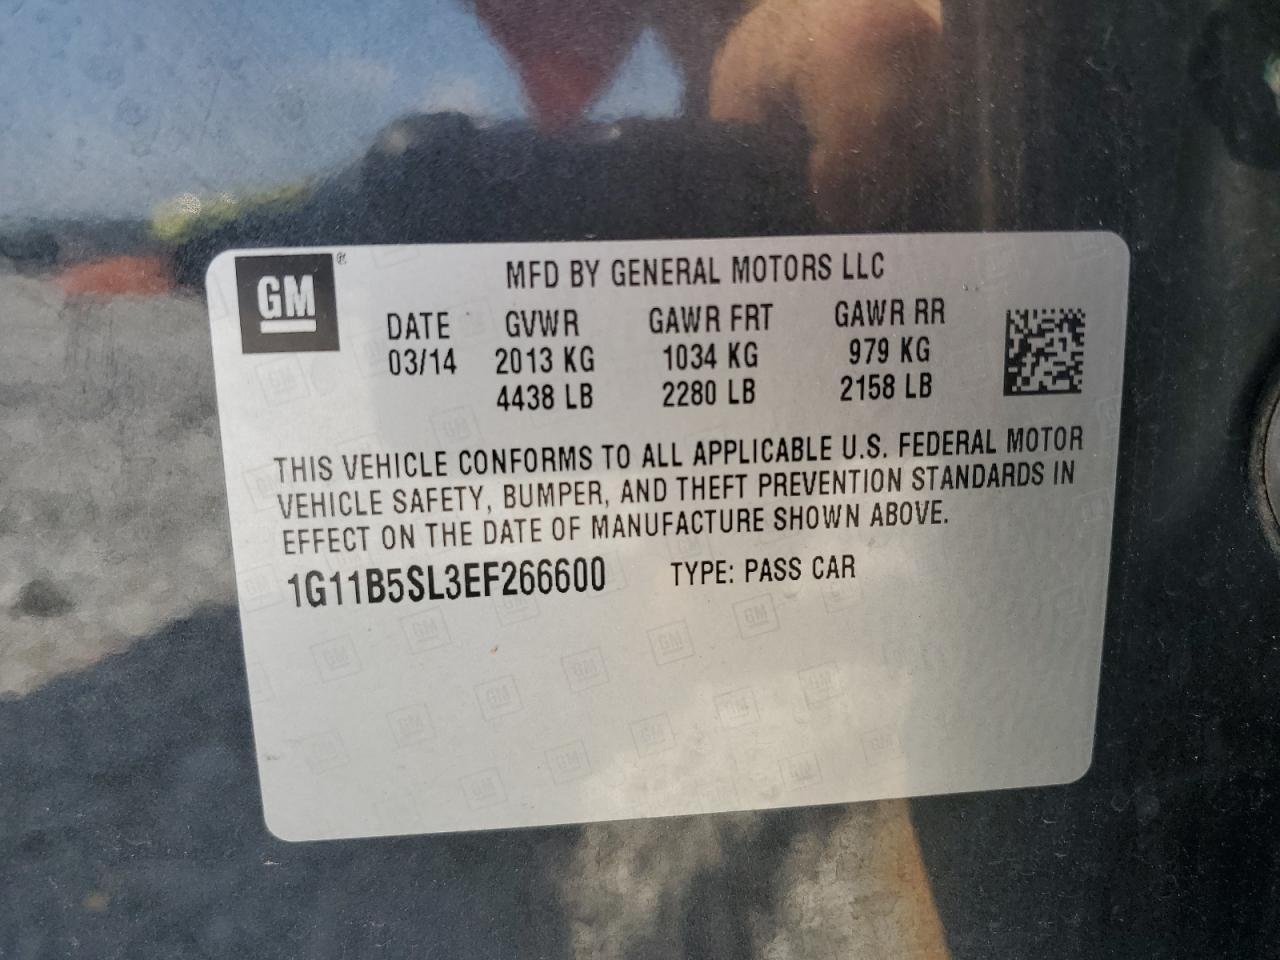 GM®
MFD BY GENERAL MOTORS LLC
DATE GVWR GAWR FRT GAWR RR
03/14 2013 KG 1034 KG 979 KG
4438 LB 2280 LB 2158 LB
THIS VEHICLE CONFORMS TO ALL APPLICABLE U.S. FEDERAL MOTOR
VEHICLE SAFETY, BUMPER, AND THEFT PREVENTION STANDARDS IN
EFFECT ON THE DATE OF MANUFACTURE SHOWN ABOVE.
1G11B5SL3EF266600 TYPE: PASS CAR